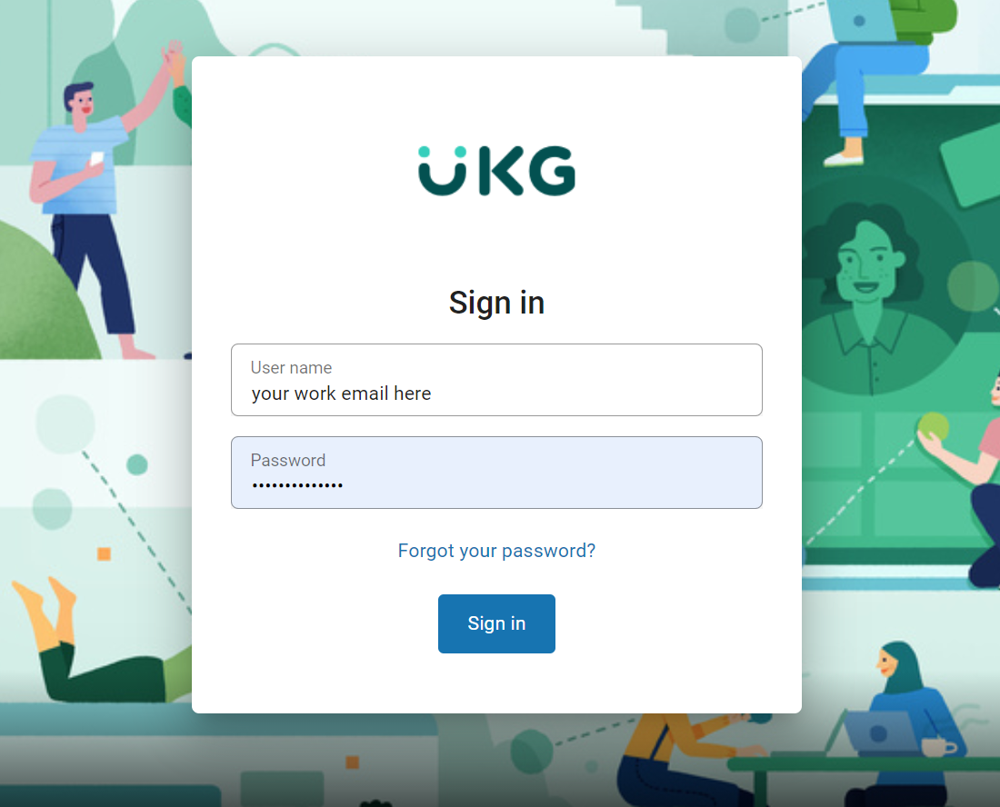 UKG
Sign in
User name
your work email here
Password
••••••••••••••
Forgot your password?
Sign in